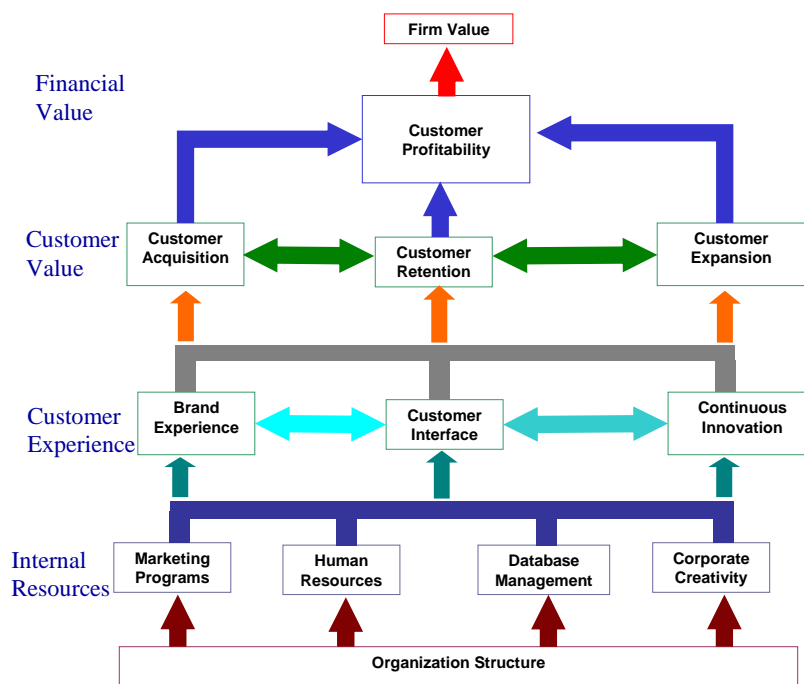 Firm Value
Financial
Value
Customer
Profitability
Customer
Value
Customer
Acquisition
Customer
Retention
Customer
Expansion
Customer
Experience
Brand
Experience
Customer
Interface
Continuous
Innovation
Internal
Resources
Marketing
Programs
Human
Resources
Database
Management
Corporate
Creativity
Organization Structure